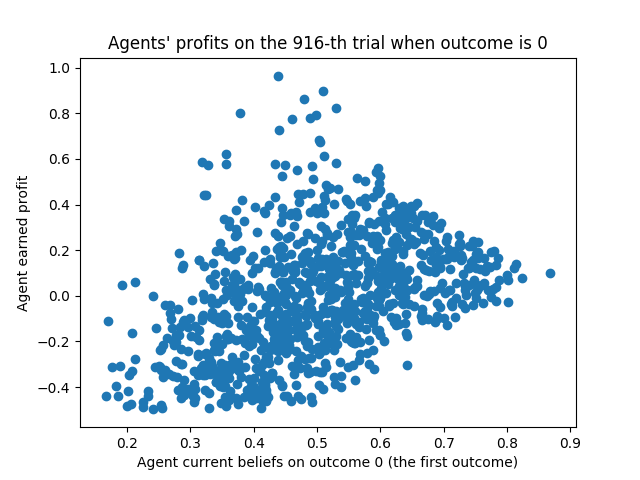 Agents' profits on the 916-th trial when outcome is 0
1.0
0.8
0.6
0.4
0.2
0.0
−0.2
−0.4
Agent earned profit
0.2 0.3 0.4 0.5 0.6 0.7 0.8 0.9
Agent current beliefs on outcome 0 (the first outcome)